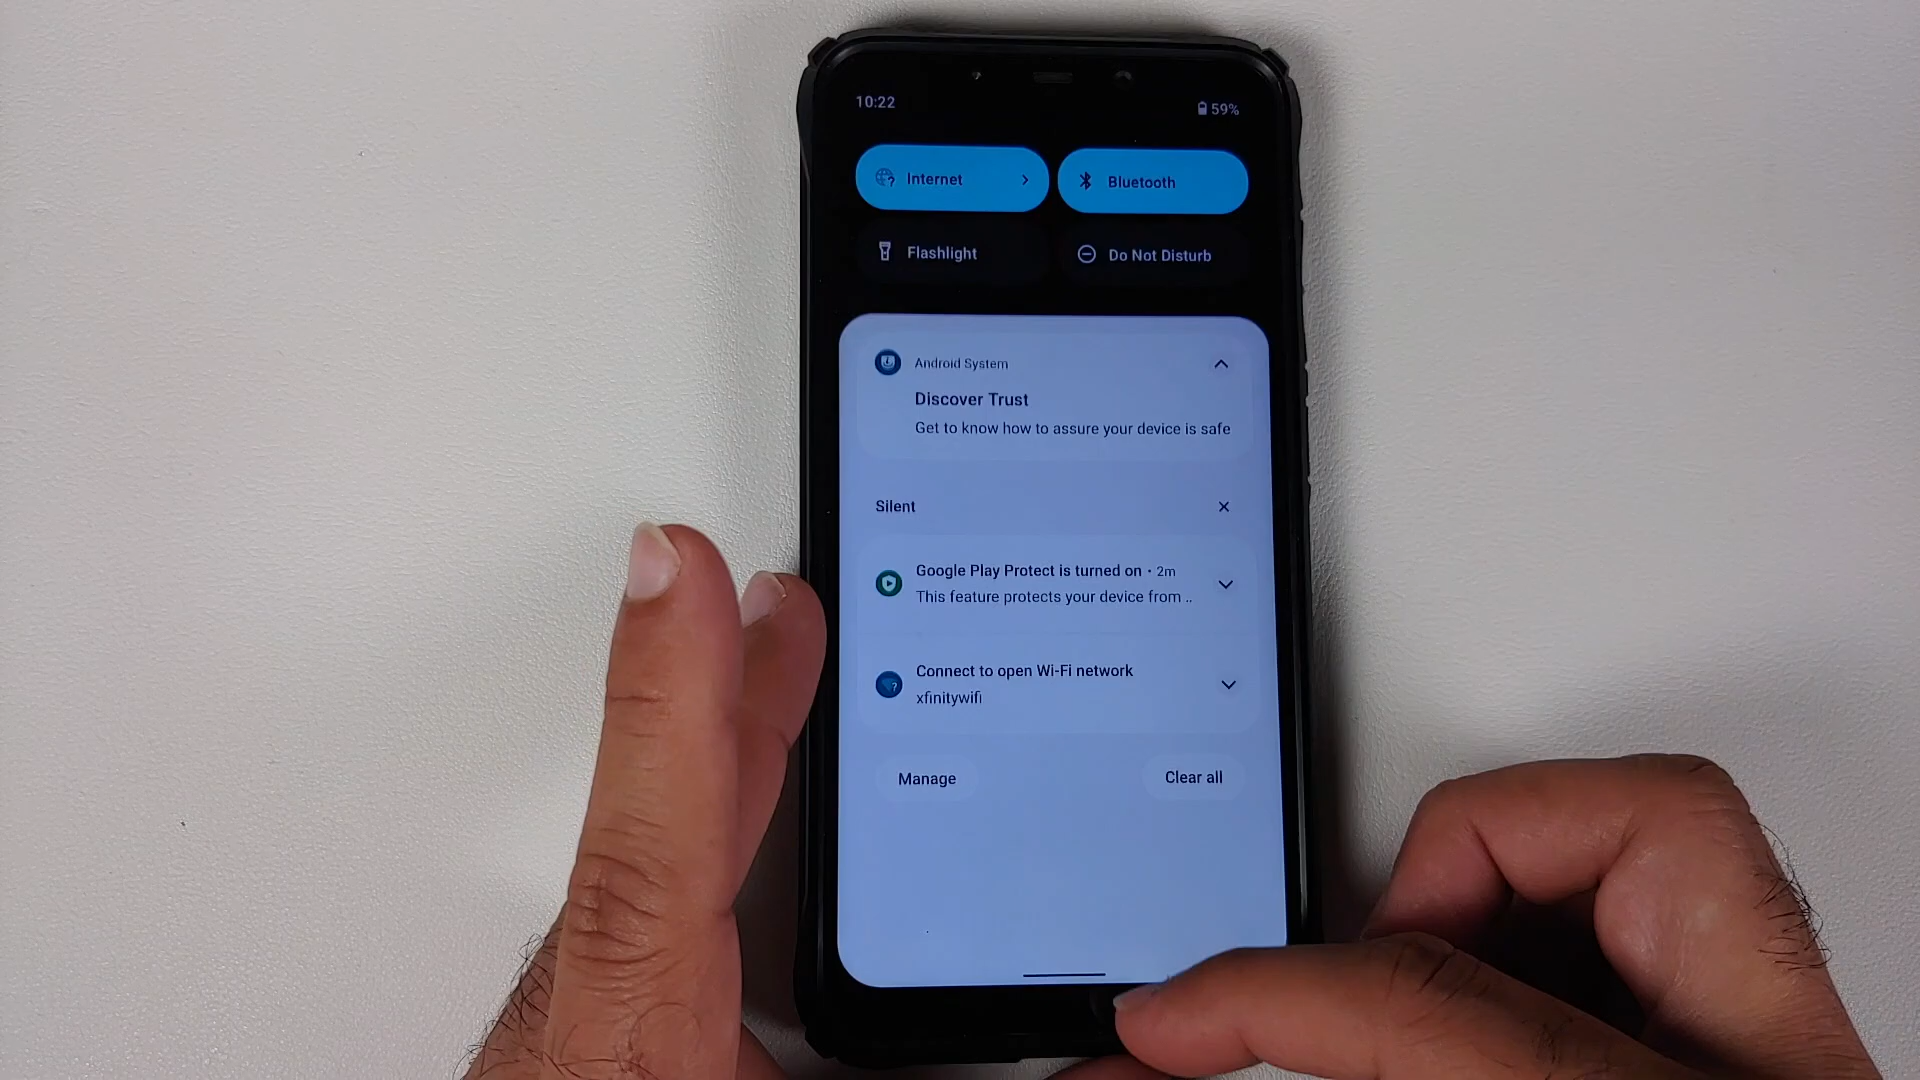 10:22
59%
Internet
Bluetooth
Flashlight
Do Not Disturb
Android System
Discover Trust
Get to know how to assure your device is safe
Silent
Google Play Protect is turned on · 2m
This feature protects your device from ..
Connect to open Wi-Fi network
xfinitywifi
Manage
Clear all